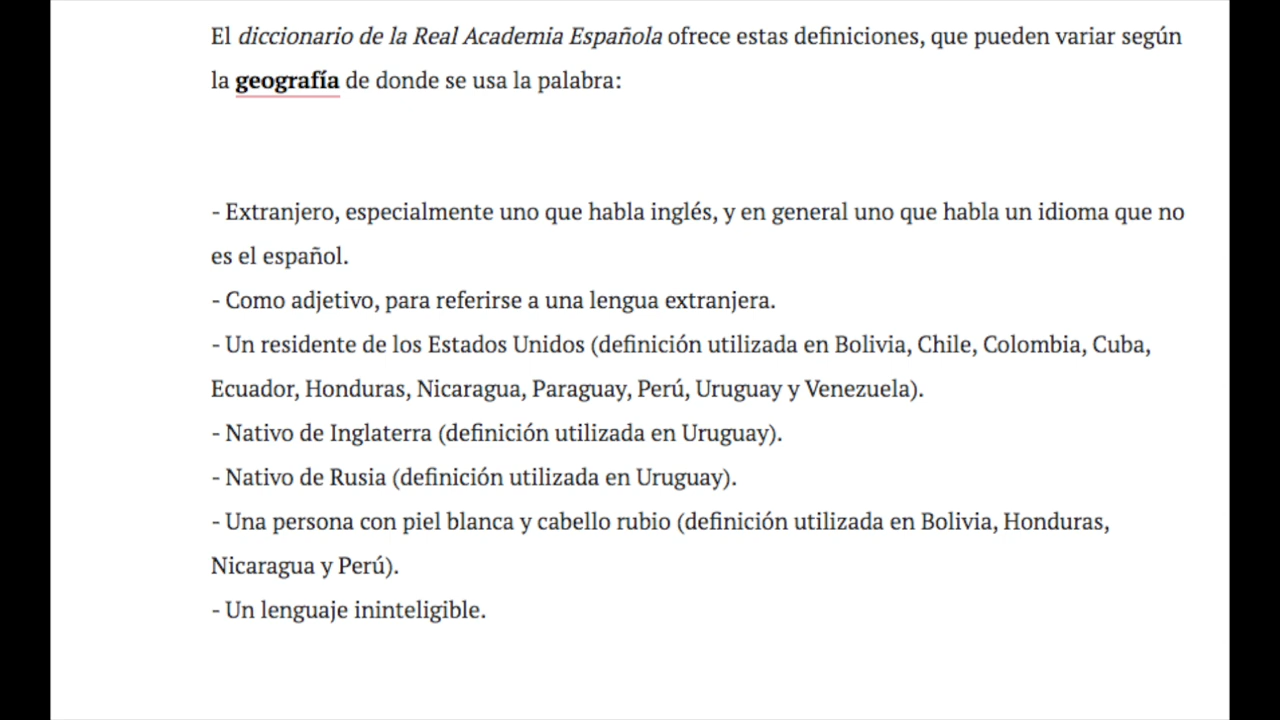 El diccionario de la Real Academia Española ofrece estas definiciones, que pueden variar según
la geografía de donde se usa la palabra:
- Extranjero, especialmente uno que habla inglés, y en general uno que habla un idioma que no
es el español.
- Como adjetivo, para referirse a una lengua extranjera.
- Un residente de los Estados Unidos (definición utilizada en Bolivia, Chile, Colombia, Cuba,
Ecuador, Honduras, Nicaragua, Paraguay, Perú, Uruguay y Venezuela).
- Nativo de Inglaterra (definición utilizada en Uruguay).
- Nativo de Rusia (definición utilizada en Uruguay).
- Una persona con piel blanca y cabello rubio (definición utilizada en Bolivia, Honduras,
Nicaragua y Perú).
- Un lenguaje ininteligible.